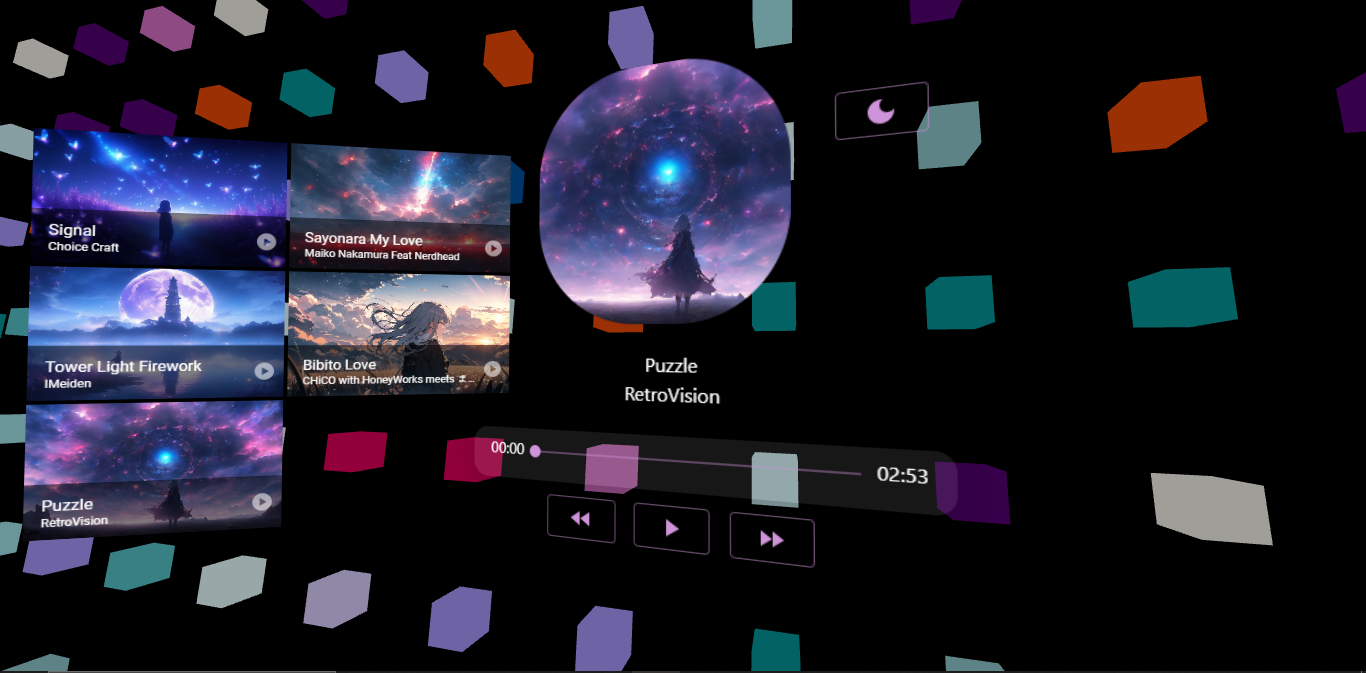 Signal
Choice Craft
Sayonara My Love
Maiko Nakamura Feat Nerdhead
Tower Light Firework
IMeiden
Bibito Love
CHiCO with HoneyWorks meets まふ...
Puzzle
RetroVision
Puzzle
RetroVision
00:00
02:53